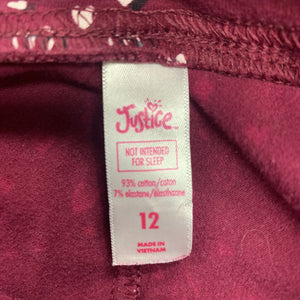 Justice
NOT INTENDED
FOR SLEEP
93% cotton/coton
7% elastane/élasthanne
12
MADE IN
VIETNAM